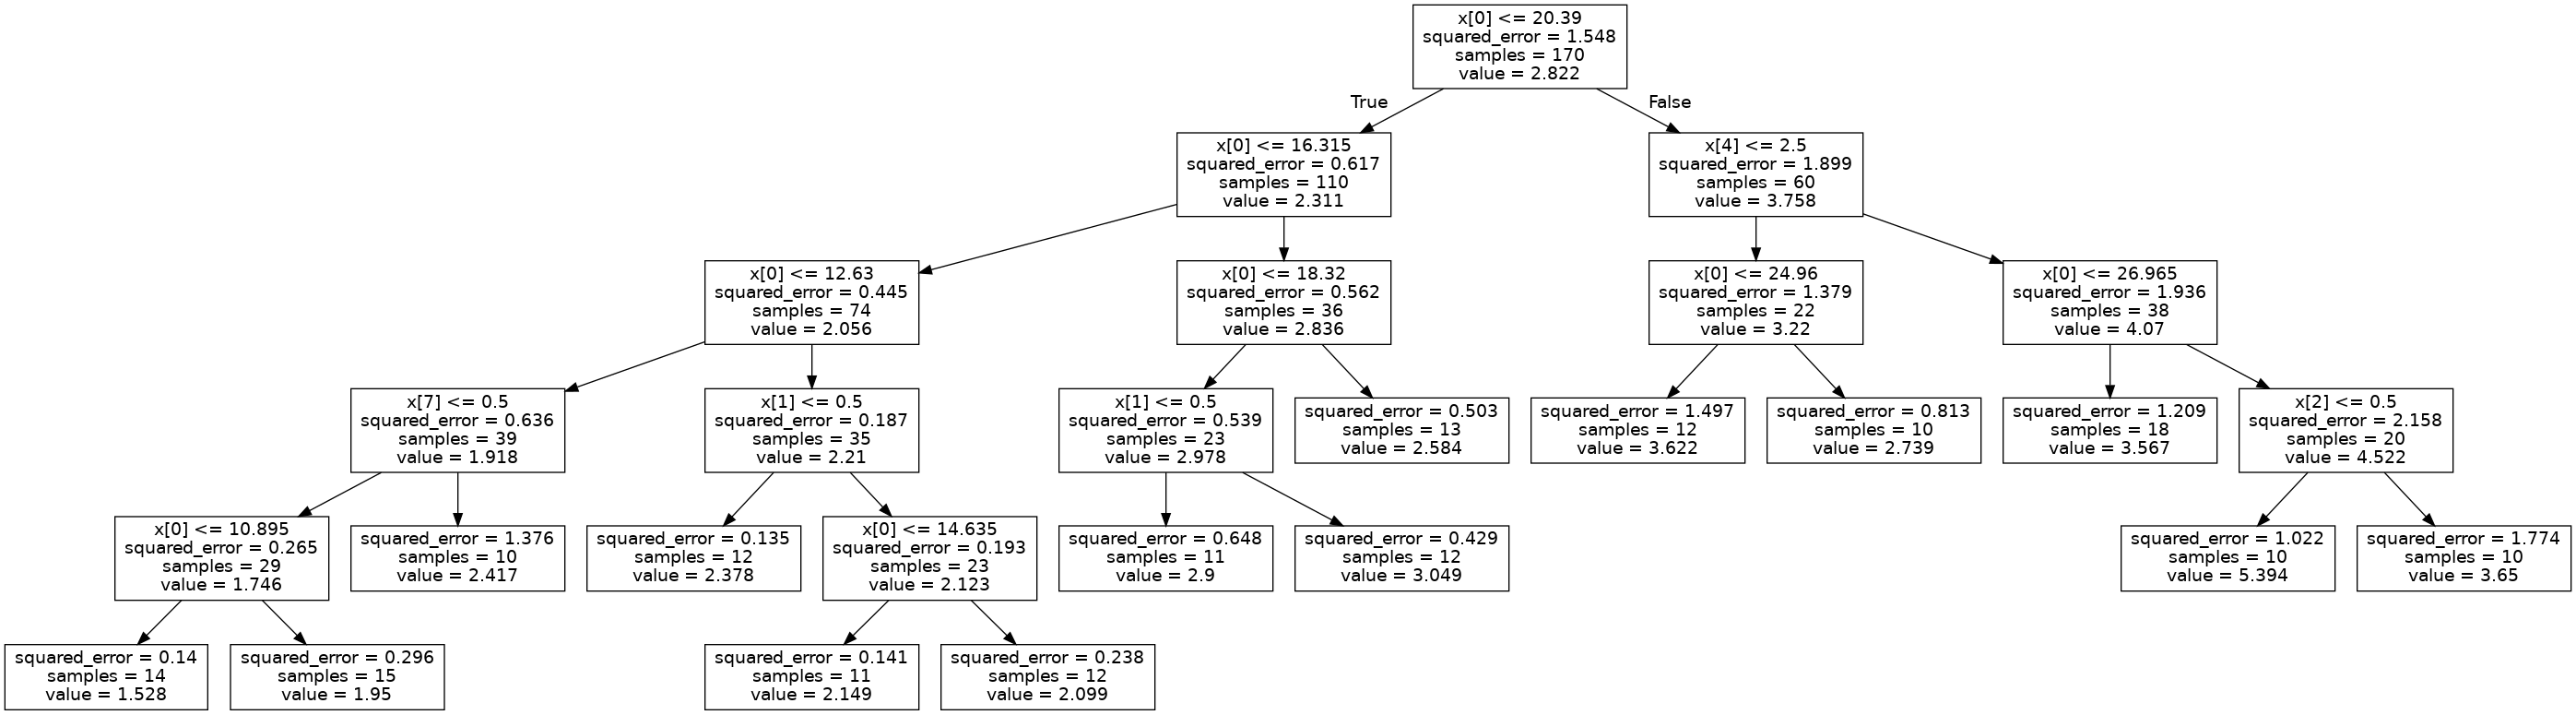 x[0] <= 20.39
squared_error = 1.548
samples = 170
value = 2.822
True
False
x[0] <= 16.315
squared_error = 0.617
samples = 110
value = 2.311
x[4] <= 2.5
squared_error = 1.899
samples = 60
value = 3.758
x[0] <= 12.63
squared_error = 0.445
samples = 74
value = 2.056
x[0] <= 18.32
squared_error = 0.562
samples = 36
value = 2.836
x[0] <= 24.96
squared_error = 1.379
samples = 22
value = 3.22
x[0] <= 26.965
squared_error = 1.936
samples = 38
value = 4.07
x[7] <= 0.5
squared_error = 0.636
samples = 39
value = 1.918
x[1] <= 0.5
squared_error = 0.187
samples = 35
value = 2.21
x[1] <= 0.5
squared_error = 0.539
samples = 23
value = 2.978
squared_error = 0.503
samples = 13
value = 2.584
squared_error = 1.497
samples = 12
value = 3.622
squared_error = 0.813
samples = 10
value = 2.739
squared_error = 1.209
samples = 18
value = 3.567
x[2] <= 0.5
squared_error = 2.158
samples = 20
value = 4.522
x[0] <= 10.895
squared_error = 0.265
samples = 29
value = 1.746
squared_error = 1.376
samples = 10
value = 2.417
squared_error = 0.135
samples = 12
value = 2.378
x[0] <= 14.635
squared_error = 0.193
samples = 23
value = 2.123
squared_error = 0.648
samples = 11
value = 2.9
squared_error = 0.429
samples = 12
value = 3.049
squared_error = 1.022
samples = 10
value = 5.394
squared_error = 1.774
samples = 10
value = 3.65
squared_error = 0.14
samples = 14
value = 1.528
squared_error = 0.296
samples = 15
value = 1.95
squared_error = 0.141
samples = 11
value = 2.149
squared_error = 0.238
samples = 12
value = 2.099